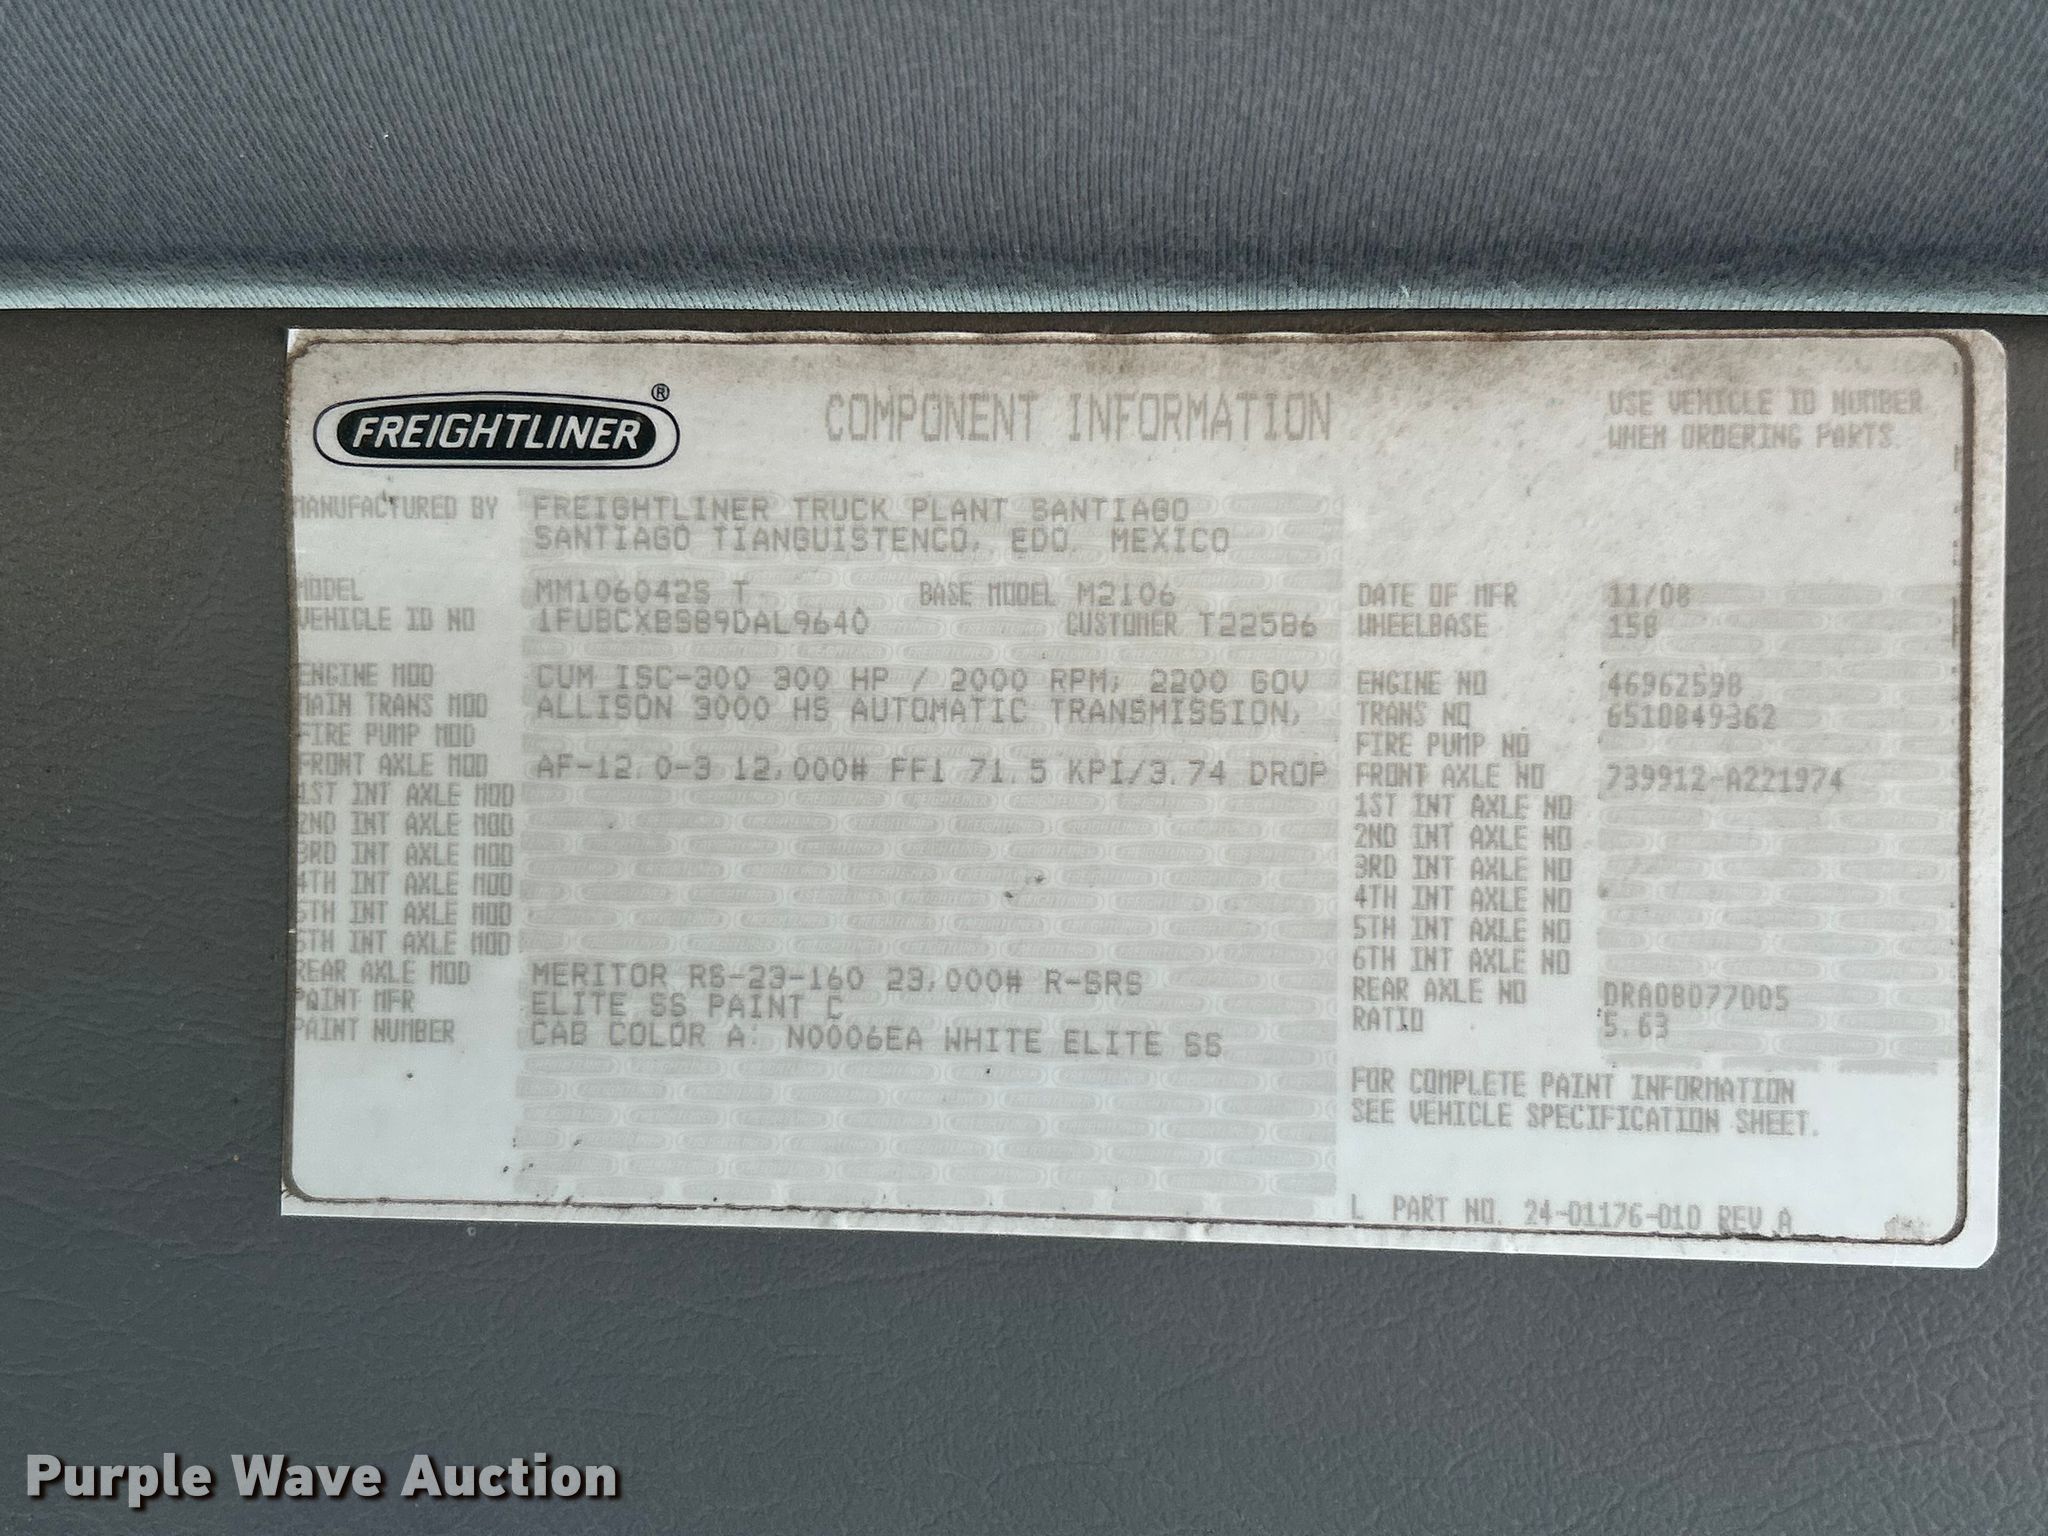 FREIGHTLINER®
COMPONENT INFORMATION
USE VEHICLE ID NUMBER
WHEN ORDERING PARTS.
MANUFACTURED BY FREIGHTLINER TRUCK PLANT SANTIAGO
SANTIAGO TIANGUISTENCO, EDO. MEXICO
MODEL MM106042S T BASE MODEL M2106 DATE OF MFR 11/08
VEHICLE ID NO 1FUBCXBS89DAL9640 CUSTOMER T22586 WHEELBASE 158
ENGINE MOD CUM ISC-300 300 HP / 2000 RPM, 2200 GOV ENGINE NO 46962598
MAIN TRANS MOD ALLISON 3000 HS AUTOMATIC TRANSMISSION, TRANS NO 6510849362
FIRE PUMP MOD FIRE PUMP NO
FRONT AXLE MOD AF-12.0-3 12,000# FF1 71.5 KPI/3.74 DROP FRONT AXLE NO 739912-A221974
1ST INT AXLE MOD 1ST INT AXLE NO
2ND INT AXLE MOD 2ND INT AXLE NO
3RD INT AXLE MOD 3RD INT AXLE NO
4TH INT AXLE MOD 4TH INT AXLE NO
5TH INT AXLE MOD 5TH INT AXLE NO
6TH INT AXLE MOD 6TH INT AXLE NO
REAR AXLE MOD MERITOR RS-23-160 23,000# R-SRS REAR AXLE NO DRA08077005
PAINT MFR ELITE SS PAINT C RATIO 5.63
PAINT NUMBER CAB COLOR A: N0006EA WHITE ELITE SS
FOR COMPLETE PAINT INFORMATION
SEE VEHICLE SPECIFICATION SHEET.
L PART NO. 24-01176-010 REV A
Purple Wave Auction